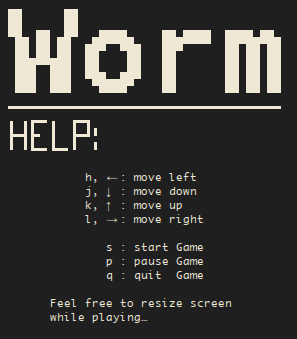 Worm
HELP:
h, ←: move left
j, ↓ : move down
k, ↑ : move up
l, →: move right
s : start Game
p : pause Game
q : quit  Game
Feel free to resize screen
while playing…